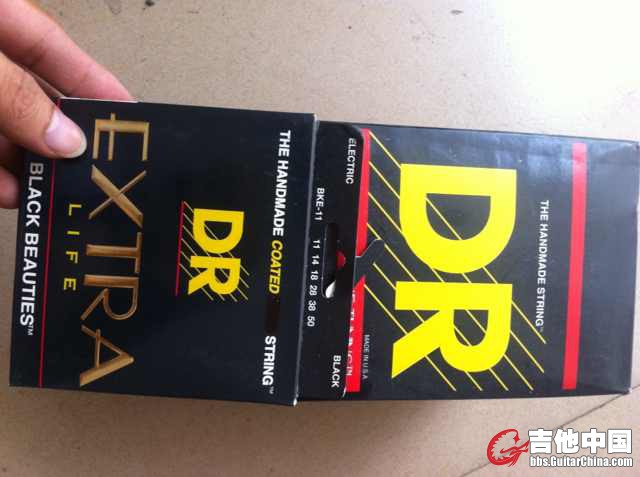 EXTRA
LIFE
BLACK BEAUTIES™
THE HANDMADE COATED STRING™
DR
ELECTRIC
BKE-11
11 14 18 28 38 50
BLACK
MADE IN U.S.A.
DR
THE HANDMADE STRING™
吉他中国
bbs.GuitarChina.com